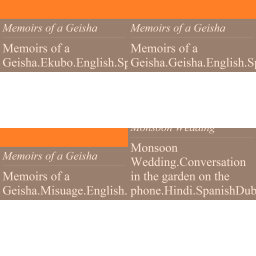 Memoirs of a Geisha
Memoirs of a
Geisha.Ekubo.English.Sp
Memoirs of a Geisha
Memoirs of a
Geisha.Geisha.English.Sp
Memoirs of a Geisha
Memoirs of a
Geisha.Misuage.English.
Monsoon Wedding
Monsoon
Wedding.Conversation
in the garden on the
phone.Hindi.SpanishDub